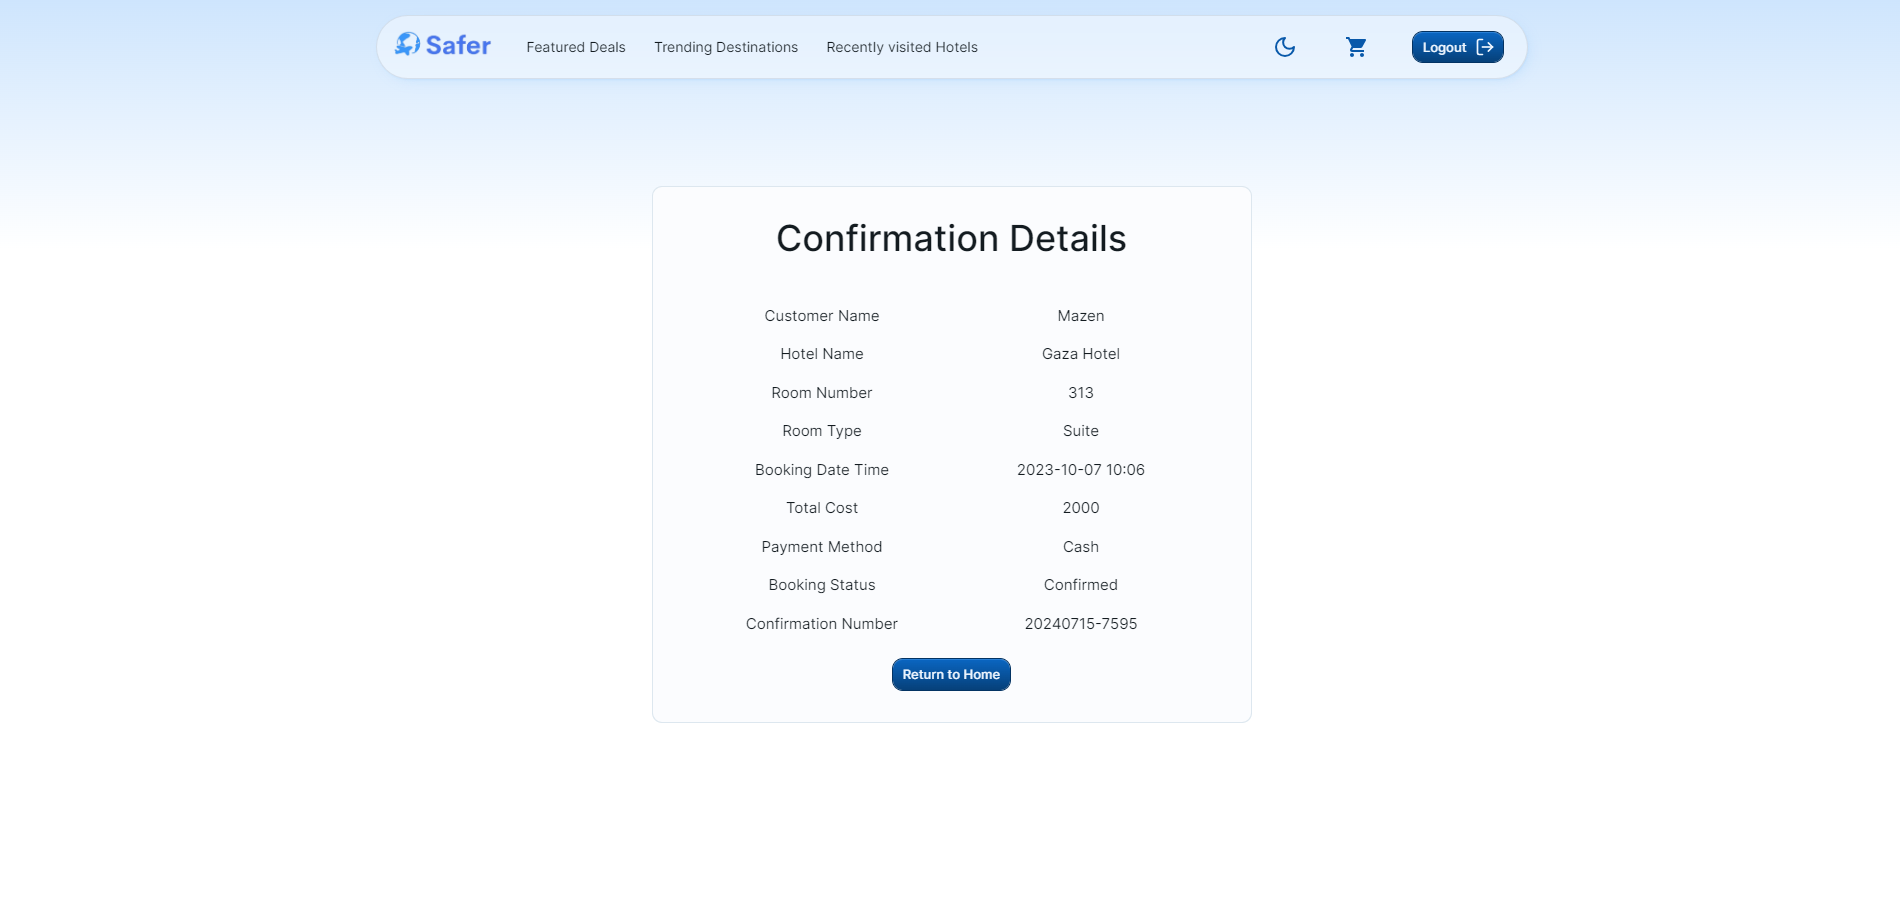 Safer Featured Deals Trending Destinations Recently visited Hotels Logout
Confirmation Details
Customer Name Mazen
Hotel Name Gaza Hotel
Room Number 313
Room Type Suite
Booking Date Time 2023-10-07 10:06
Total Cost 2000
Payment Method Cash
Booking Status Confirmed
Confirmation Number 20240715-7595
Return to Home